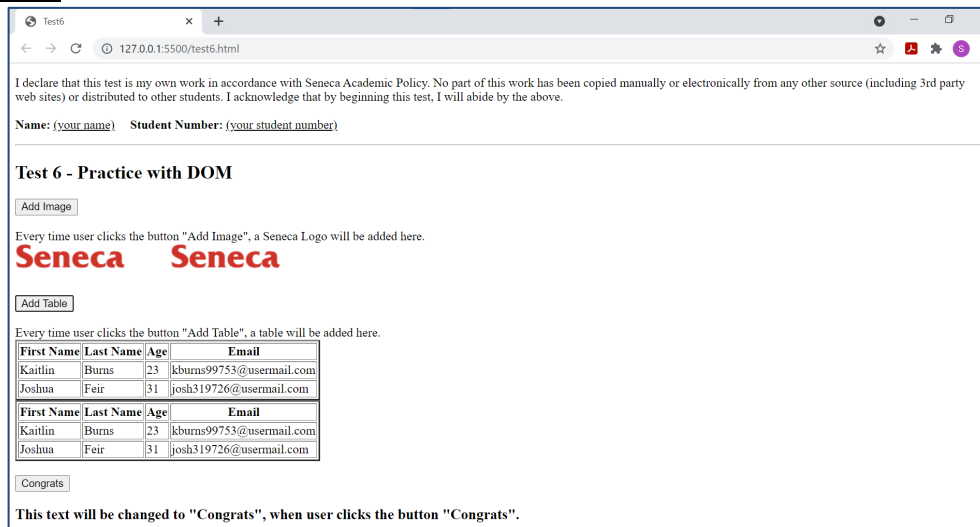 Test6
127.0.0.1:5500/test6.html
S
I declare that this test is my own work in accordance with Seneca Academic Policy. No part of this work has been copied manually or electronically from any other source (including 3rd party
web sites) or distributed to other students. I acknowledge that by beginning this test, I will abide by the above.
Name: (your name) Student Number: (your student number)
Test 6 - Practice with DOM
Add Image
Every time user clicks the button "Add Image", a Seneca Logo will be added here.
Seneca Seneca
Add Table
Every time user clicks the button "Add Table", a table will be added here.
First Name Last Name Age Email
Kaitlin Burns 23 kburns99753@usermail.com
Joshua Feir 31 josh319726@usermail.com
First Name Last Name Age Email
Kaitlin Burns 23 kburns99753@usermail.com
Joshua Feir 31 josh319726@usermail.com
Congrats
This text will be changed to "Congrats", when user clicks the button "Congrats".